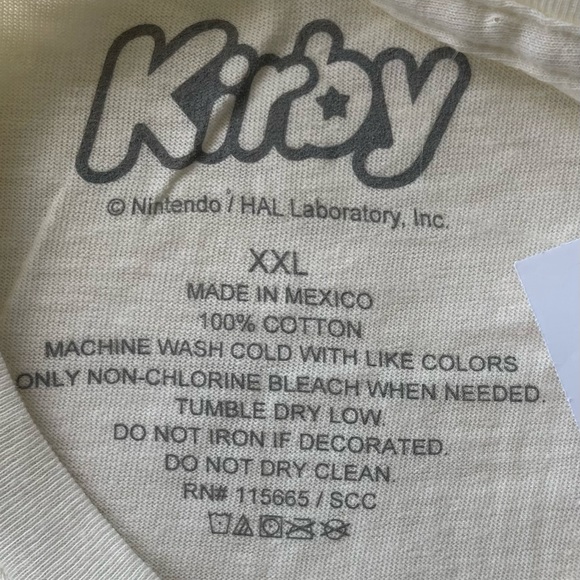 Kirby
© Nintendo / HAL Laboratory, Inc.
XXL
MADE IN MEXICO
100% COTTON
MACHINE WASH COLD WITH LIKE COLORS
ONLY NON-CHLORINE BLEACH WHEN NEEDED.
TUMBLE DRY LOW.
DO NOT IRON IF DECORATED.
DO NOT DRY CLEAN.
RN# 115665 / SCC